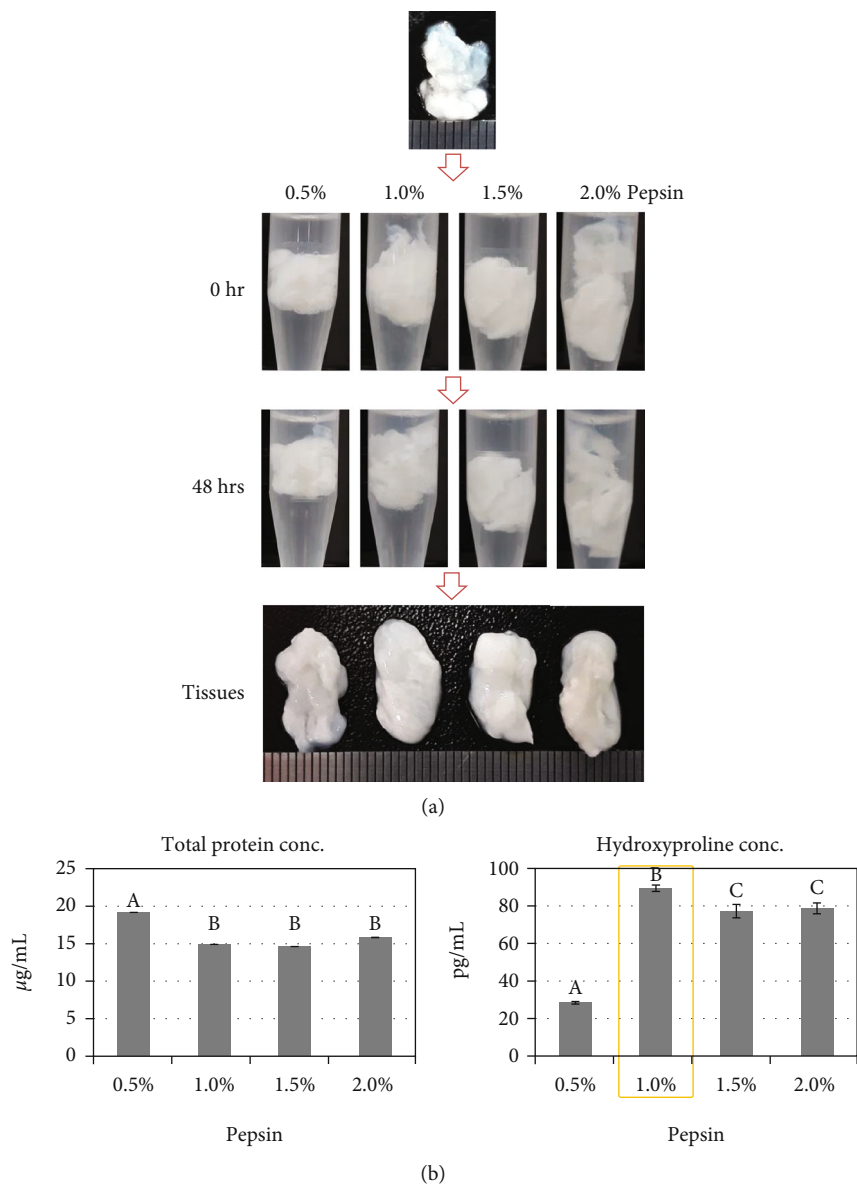 0.5% 1.0% 1.5% 2.0% Pepsin
0 hr
48 hrs
Tissues
(a)
Total protein conc.
25
20
15
10
5
0
µg/mL
A
B
B
B
0.5% 1.0% 1.5% 2.0%
Pepsin
Hydroxyproline conc.
100
80
60
40
20
0
pg/mL
A
B
C
C
0.5% 1.0% 1.5% 2.0%
Pepsin
(b)